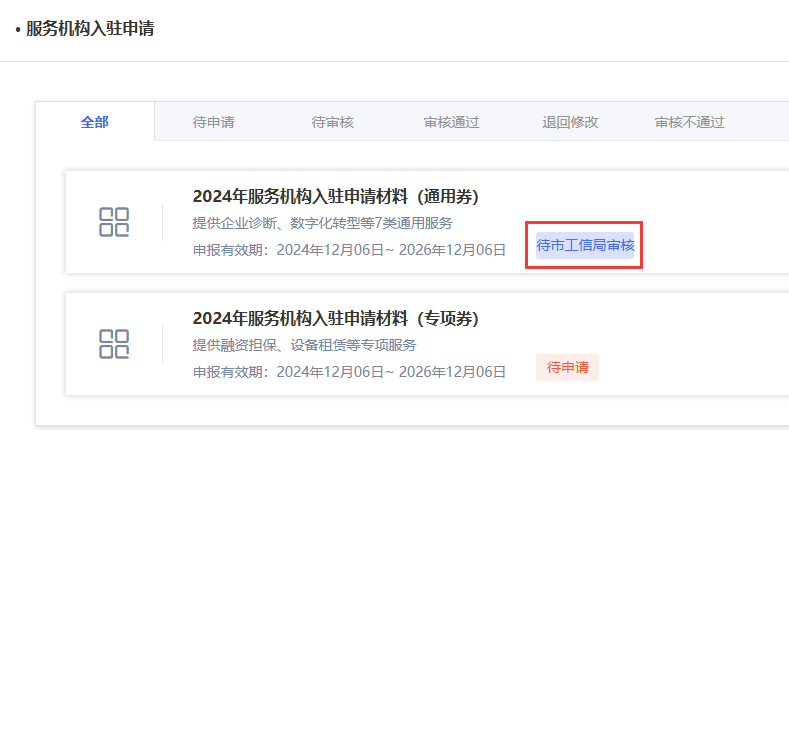 • 服务机构入驻申请
全部 待申请 待审核 审核通过 退回修改 审核不通过
2024年服务机构入驻申请材料（通用券）
提供企业诊断、数字化转型等7类通用服务
申报有效期：2024年12月06日~ 2026年12月06日
待市工信局审核
2024年服务机构入驻申请材料（专项券）
提供融资担保、设备租赁等专项服务
申报有效期：2024年12月06日~ 2026年12月06日
待申请